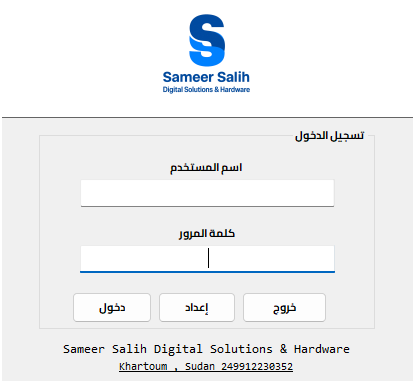 Sameer Salih
Digital Solutions & Hardware
تسجيل الدخول
اسم المستخدم
كلمة المرور
خروج إعداد دخول
Sameer Salih Digital Solutions & Hardware
Khartoum , Sudan 249912230352